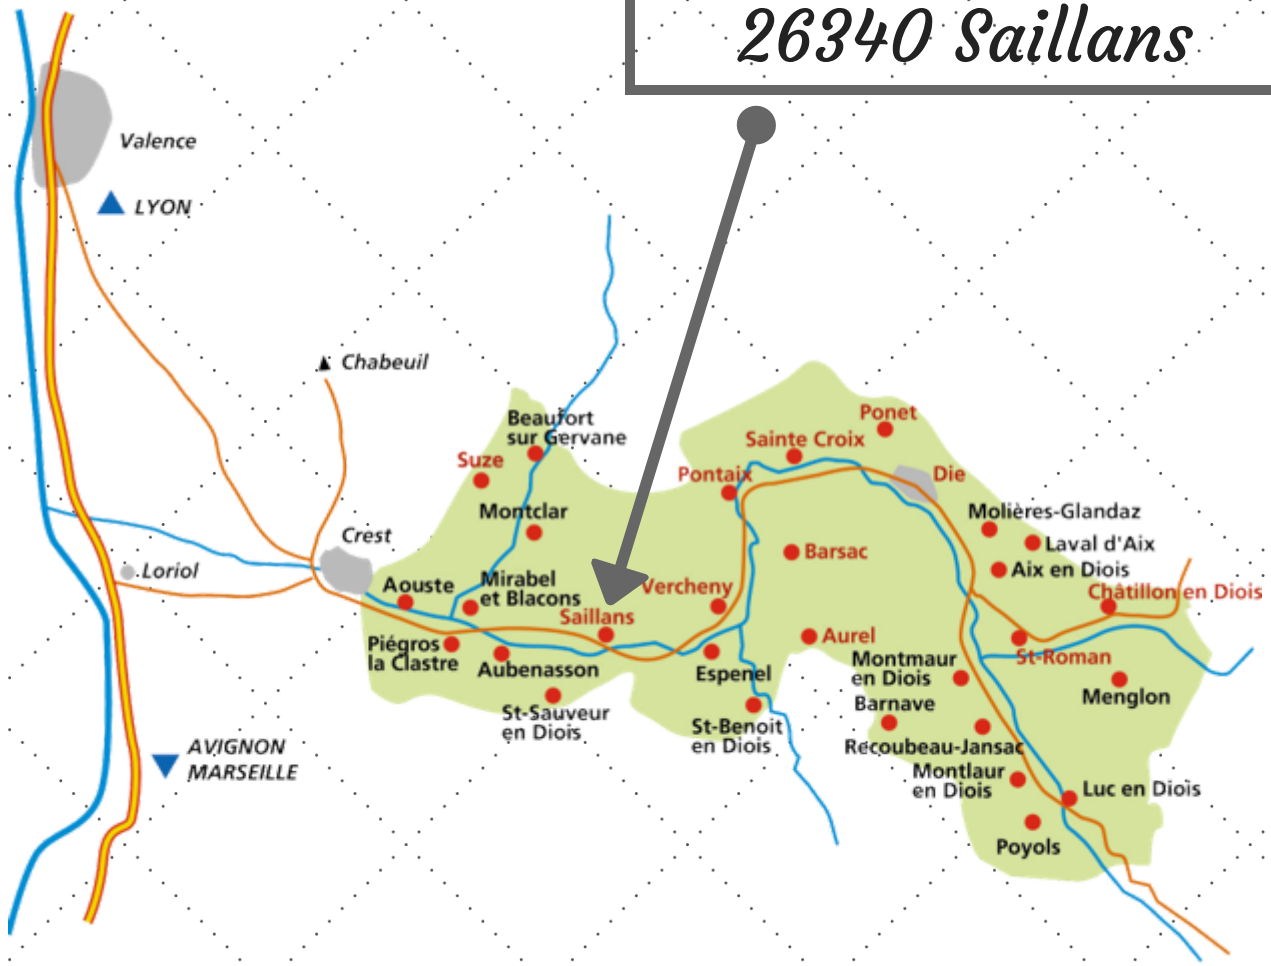 26340 Saillans
Valence
LYON
Chabeuil
Beaufort
sur Gervane
Ponet
Sainte Croix
Suze
Pontaix
Die
Montclar
Molières-Glandaz
Crest
Laval d'Aix
Barsac
Loriol
Aix en Diois
Aouste
Mirabel
et Blacons
Vercheny
Châtillon en Diois
Saillans
Piégros
la Clastre
Aurel
Aubenasson
Espenel
Montmaur
en Diois
St-Roman
Menglon
St-Sauveur
en Diois
St-Benoit
en Diois
Barnave
Recoubeau-Jansac
AVIGNON
MARSEILLE
Montlaur
en Diois
Luc en Diois
Poyols